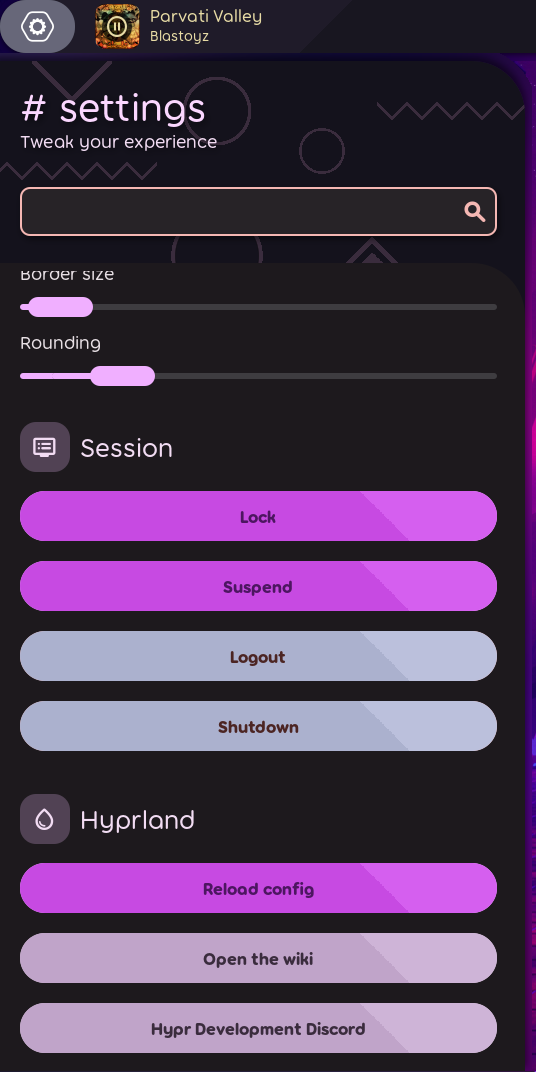 Parvati Valley
Blastoyz
# settings
Tweak your experience
Border size
Rounding
Session
Lock
Suspend
Logout
Shutdown
Hyprland
Reload config
Open the wiki
Hypr Development Discord